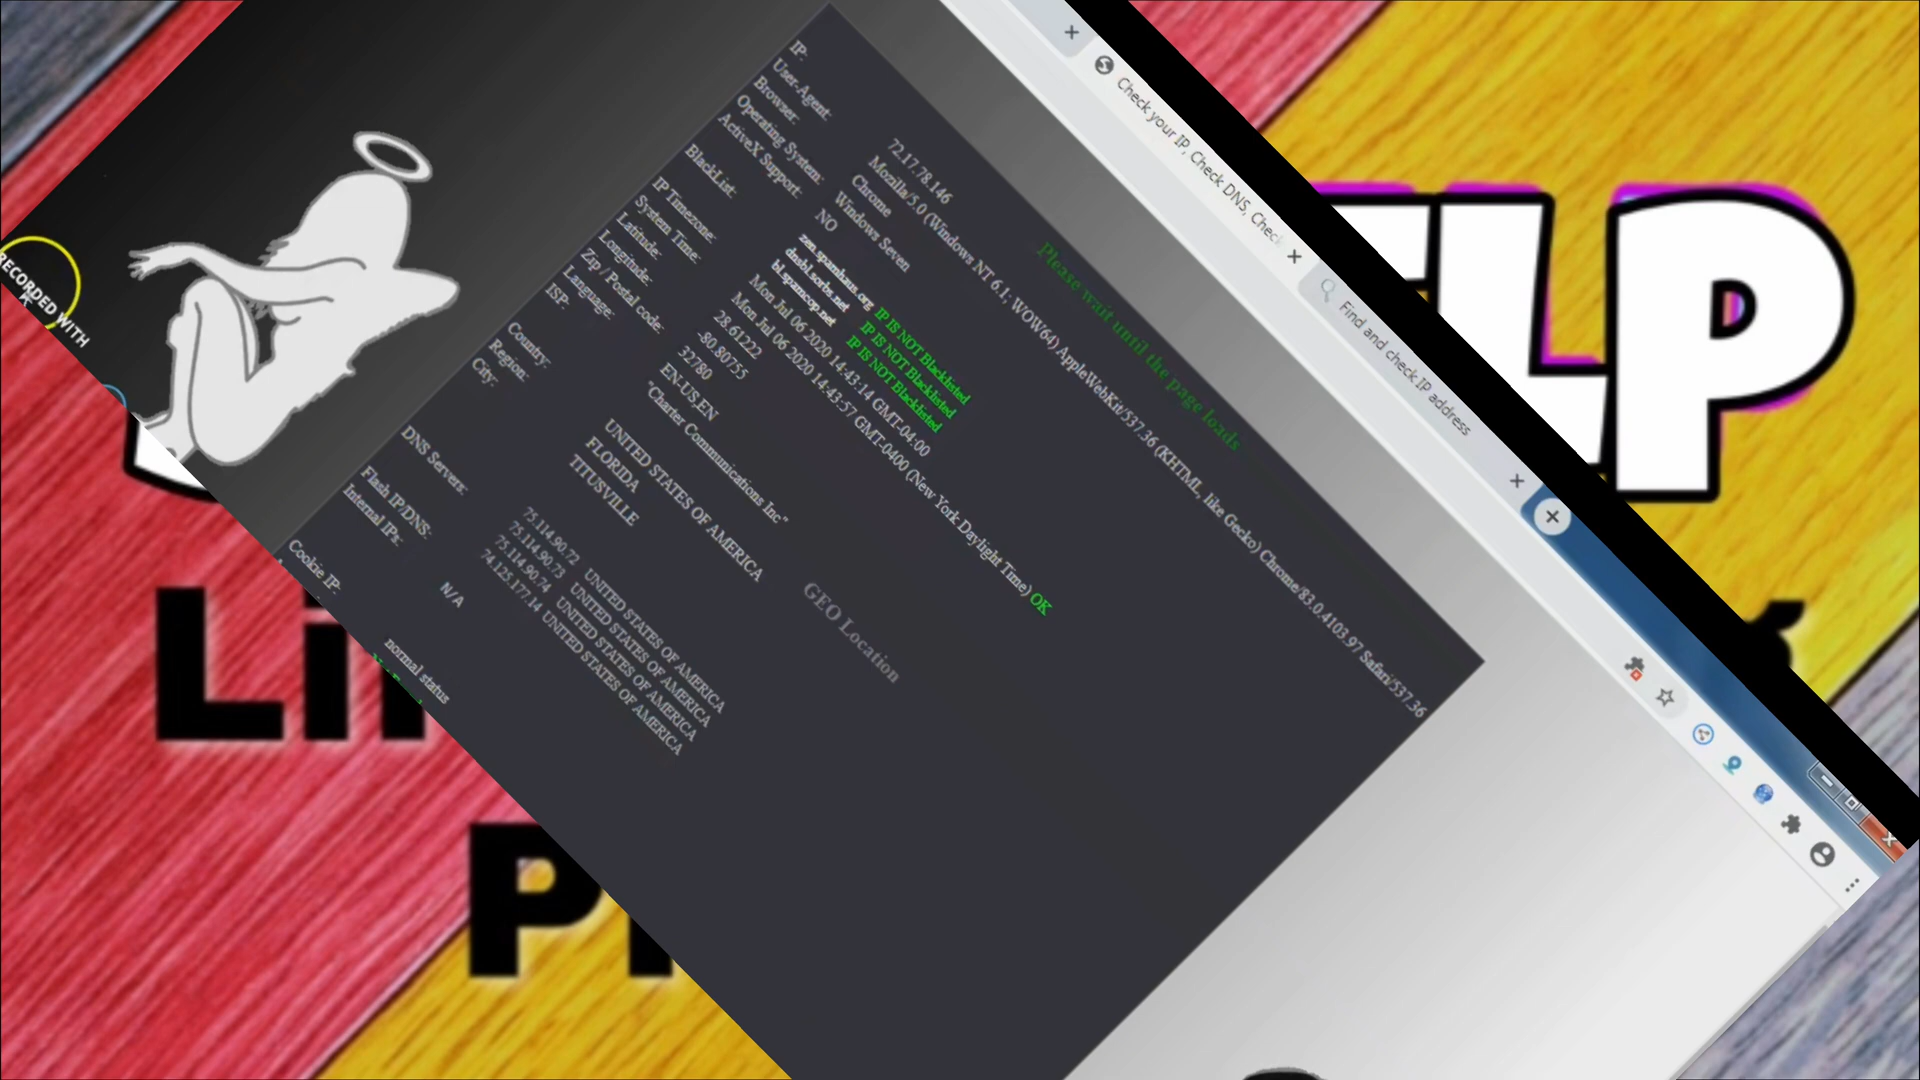 Check your IP, Check DNS, Chec
Find and check IP address
Please wait until the page loads
IP: 72.17.78.146
User-Agent: Mozilla/5.0 (Windows NT 6.1; WOW64) AppleWebKit/537.36 (KHTML, like Gecko) Chrome/83.0.4103.97 Safari/537.36
Browser: Chrome
Operating System: Windows Seven
ActiveX Support: NO
BlackList: zen.spamhaus.org IP IS NOT Blacklisted
dnsbl.sorbs.net IP IS NOT Blacklisted
bl.spamcop.net IP IS NOT Blacklisted
IP Timezone: Mon Jul 06 2020 14:43:14 GMT-04:00
System Time: Mon Jul 06 2020 14:43:57 GMT-0400 (New York Daylight Time) OK
Latitude: 28.61222
Longitude: -80.80755
Zip / Postal code: 32780
Language: EN-US,EN
ISP: "Charter Communications Inc"
GEO Location
Country: UNITED STATES OF AMERICA
Region: FLORIDA
City: TITUSVILLE
DNS Servers: 75.114.90.72 UNITED STATES OF AMERICA
75.114.90.73 UNITED STATES OF AMERICA
75.114.90.74 UNITED STATES OF AMERICA
74.125.177.14 UNITED STATES OF AMERICA
Flash IP/DNS:
Internal IPs: N/A
Cookie IP: normal status
RECORDED WITH